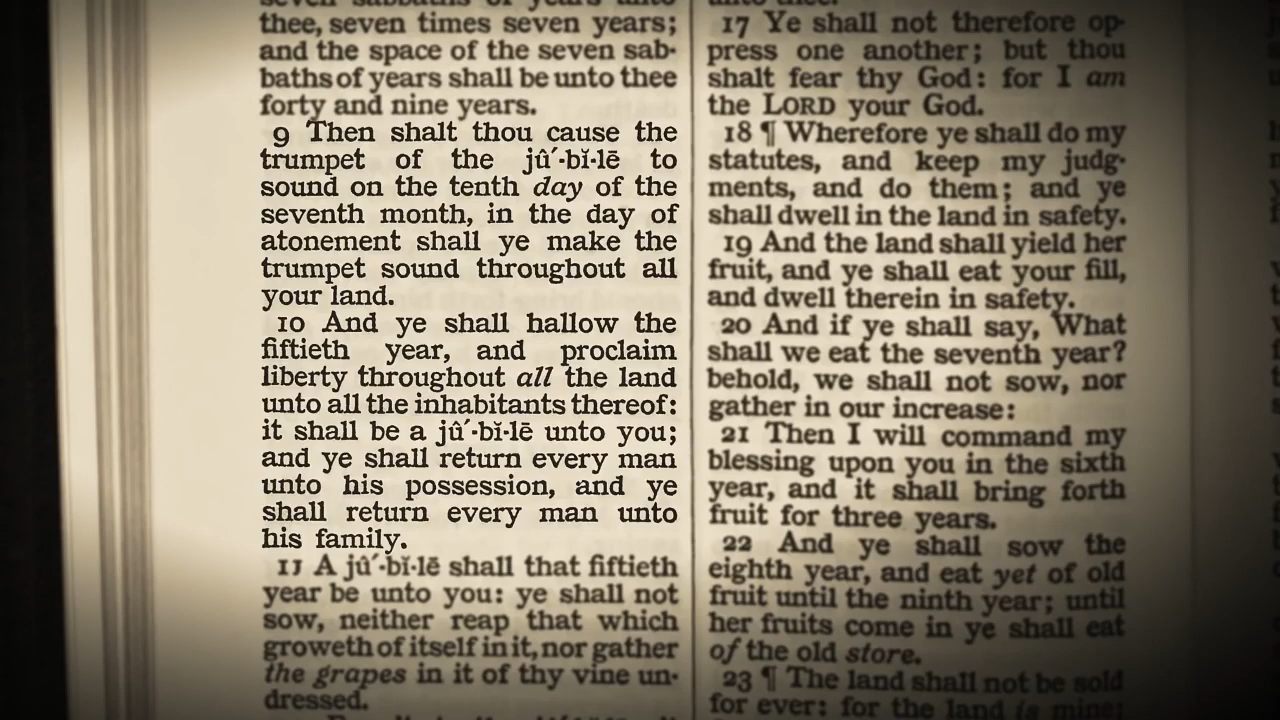 seven sabbaths of years unto
thee, seven times seven years;
and the space of the seven sab-
baths of years shall be unto thee
forty and nine years.
9 Then shalt thou cause the
trumpet of the jû´-bĭ-lē to
sound on the tenth day of the
seventh month, in the day of
atonement shall ye make the
trumpet sound throughout all
your land.
10 And ye shall hallow the
fiftieth year, and proclaim
liberty throughout all the land
unto all the inhabitants thereof:
it shall be a jû´-bĭ-lē unto you;
and ye shall return every man
unto his possession, and ye
shall return every man unto
his family.
11 A jû´-bĭ-lē shall that fiftieth
year be unto you: ye shall not
sow, neither reap that which
groweth of itself in it, nor gather
the grapes in it of thy vine un-
dressed.
unto thee.
17 Ye shall not therefore op-
press one another; but thou
shalt fear thy God: for I am
the LORD your God.
18 ¶ Wherefore ye shall do my
statutes, and keep my judg-
ments, and do them; and ye
shall dwell in the land in safety.
19 And the land shall yield her
fruit, and ye shall eat your fill,
and dwell therein in safety.
20 And if ye shall say, What
shall we eat the seventh year?
behold, we shall not sow, nor
gather in our increase:
21 Then I will command my
blessing upon you in the sixth
year, and it shall bring forth
fruit for three years.
22 And ye shall sow the
eighth year, and eat yet of old
fruit until the ninth year; until
her fruits come in ye shall eat
of the old store.
23 ¶ The land shall not be sold
for ever: for the land is mine;